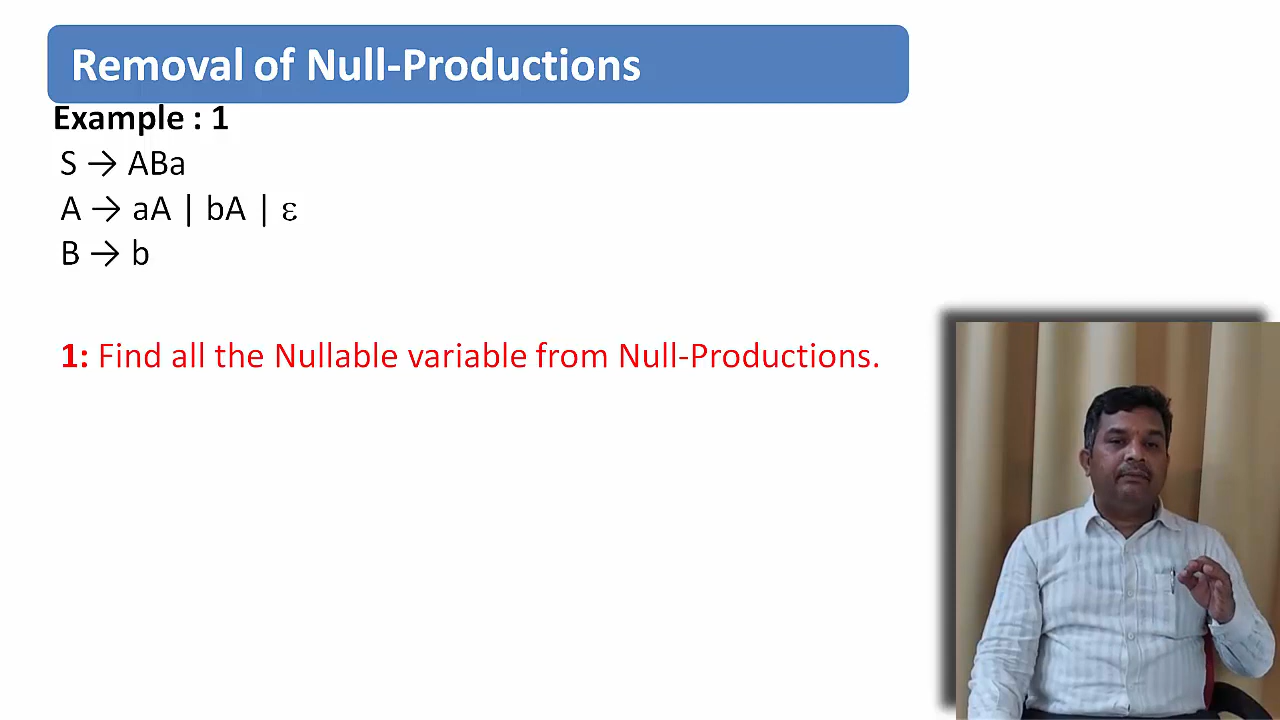 Removal of Null-Productions
Example : 1
S → ABa
A → aA | bA | ε
B → b
1: Find all the Nullable variable from Null-Productions.